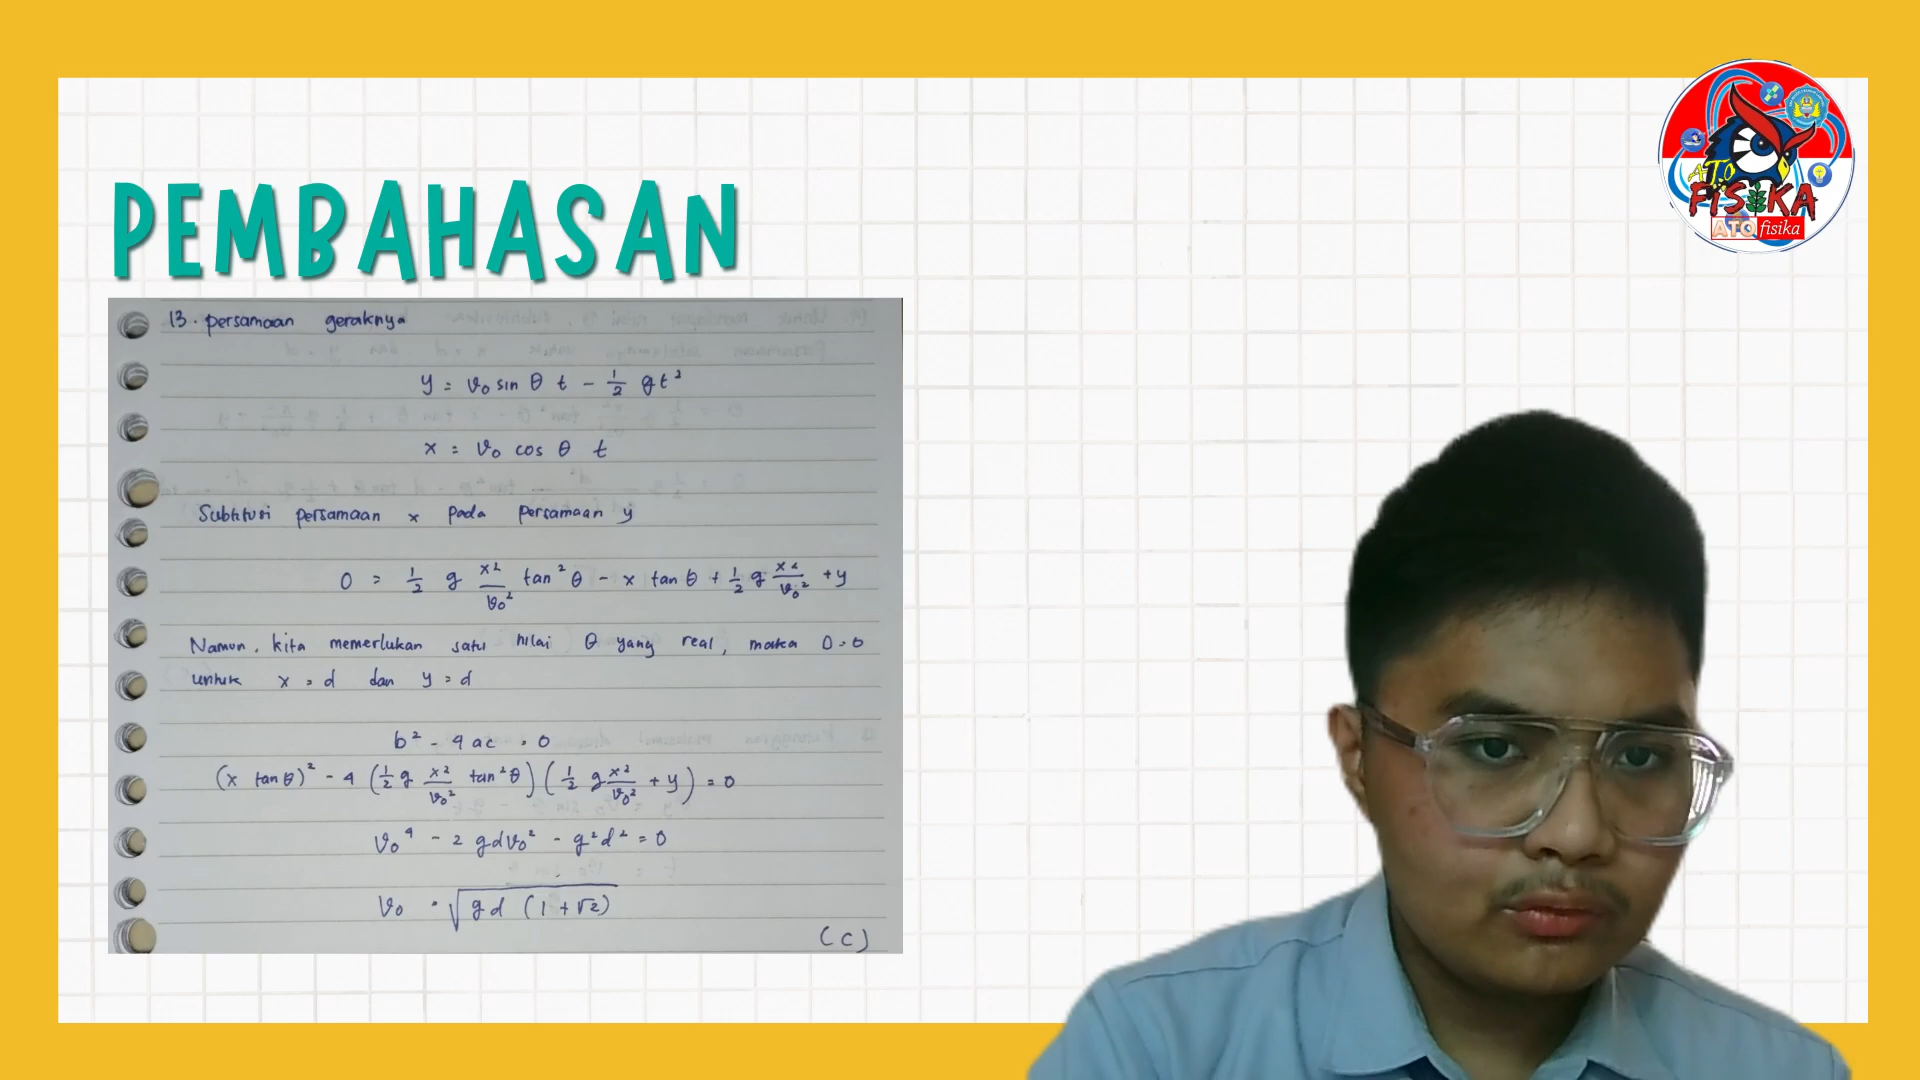 PEMBAHASAN
ATO
FISIKA
ATO fisika
13. persamaan geraknya
y = v₀ sin θ t - 1/2 gt²
x = v₀ cos θ t
Subtitusi persamaan x pada persamaan y
0 = 1/2 g x²/v₀² tan²θ - x tan θ + 1/2 g x²/v₀² + y
Namun, kita memerlukan satu nilai θ yang real, maka D=0
untuk x = d dan y = d
b² - 4 ac = 0
(x tan θ)² - 4 (1/2 g x²/v₀² tan²θ) (1/2 g x²/v₀² + y) = 0
v₀⁴ - 2 gdv₀² - g²d² = 0
v₀ = √gd (1 + √2)
(C)